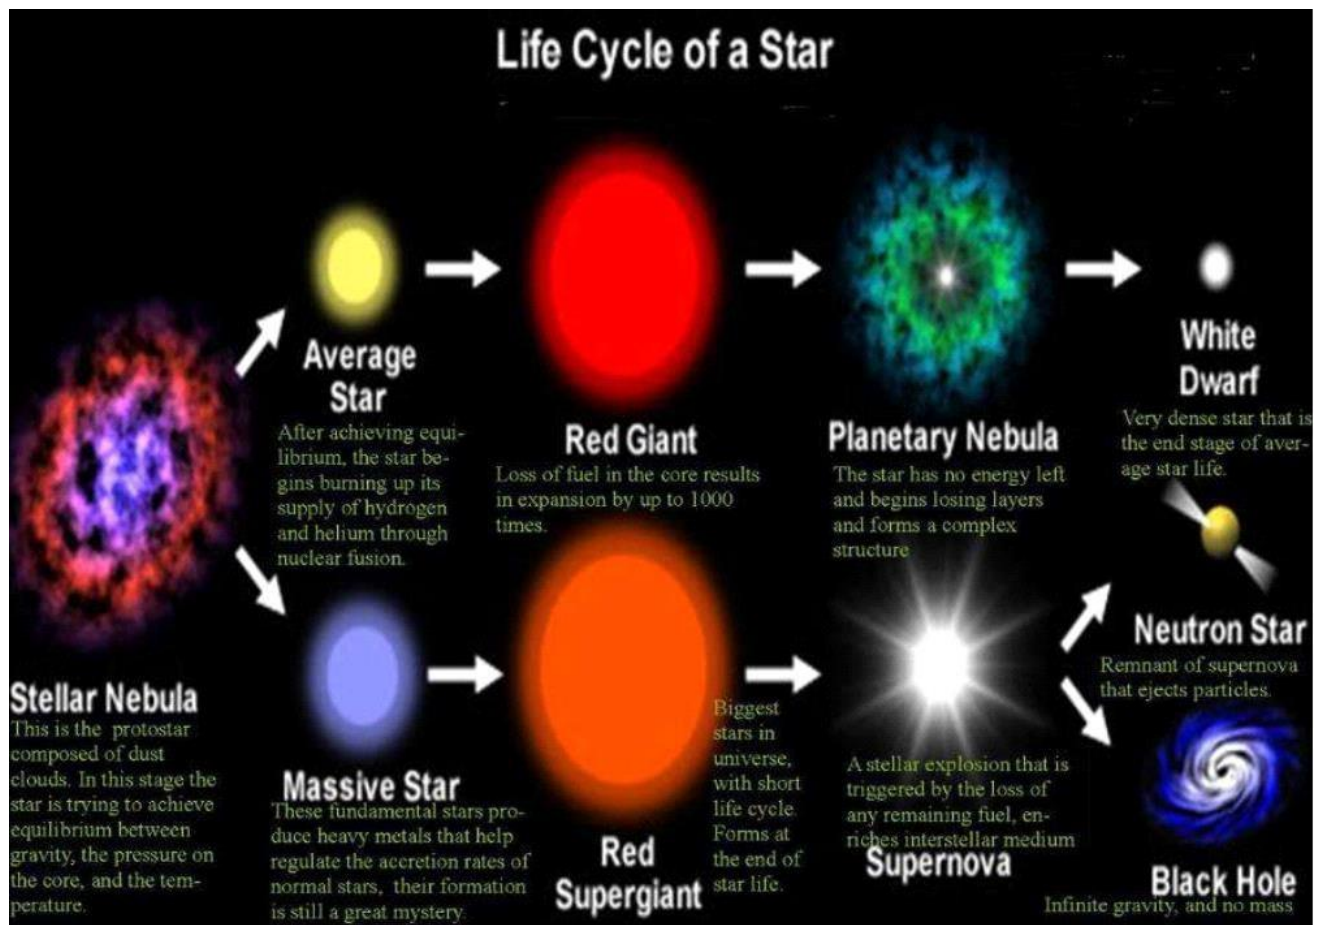 Life Cycle of a Star
Average
Star
After achieving equi-
librium, the star be-
gins burning up its
supply of hydrogen
and helium through
nuclear fusion.
Red Giant
Loss of fuel in the core results
in expansion by up to 1000
times.
Planetary Nebula
The star has no energy left
and begins losing layers
and forms a complex
structure
White
Dwarf
Very dense star that is
the end stage of aver-
age star life.
Stellar Nebula
This is the protostar
composed of dust
clouds. In this stage the
star is trying to achieve
equilibrium between
gravity, the pressure on
the core, and the tem-
perature.
Massive Star
These fundamental stars pro-
duce heavy metals that help
regulate the accretion rates of
normal stars, their formation
is still a great mystery.
Red
Supergiant
Biggest
stars in
universe,
with short
life cycle.
Forms at
the end of
star life.
A stellar explosion that is
triggered by the loss of
any remaining fuel, en-
riches interstellar medium
Supernova
Neutron Star
Remnant of supernova
that ejects particles.
Black Hole
Infinite gravity, and no mass